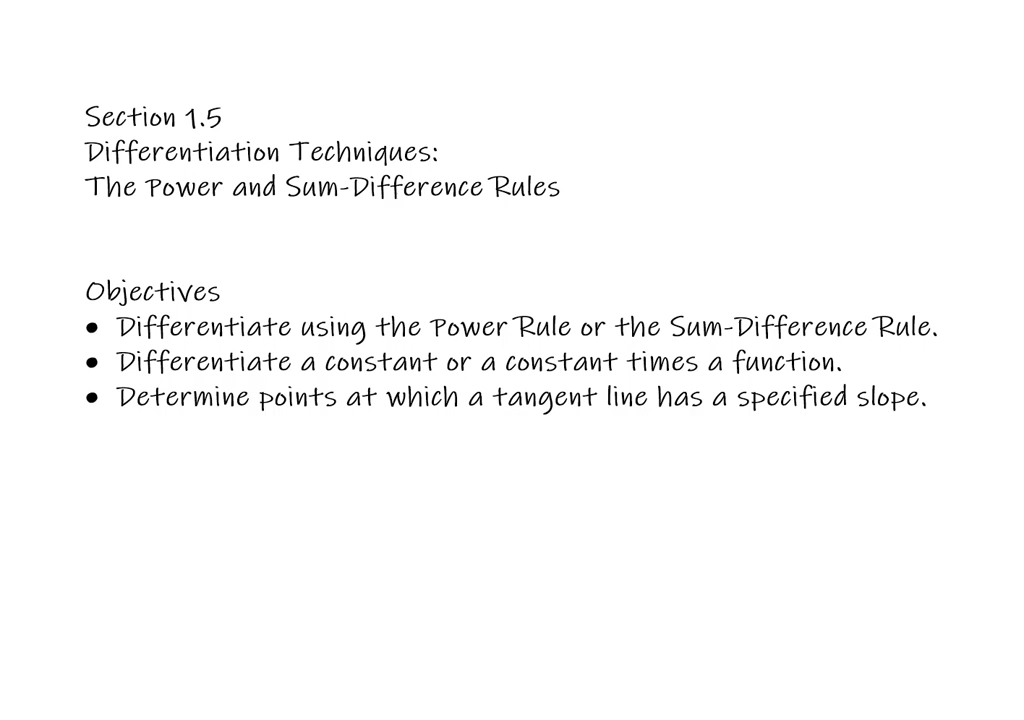 Section 1.5
Differentiation Techniques:
The Power and Sum-Difference Rules
Objectives
• Differentiate using the Power Rule or the Sum-Difference Rule.
• Differentiate a constant or a constant times a function.
• Determine points at which a tangent line has a specified slope.